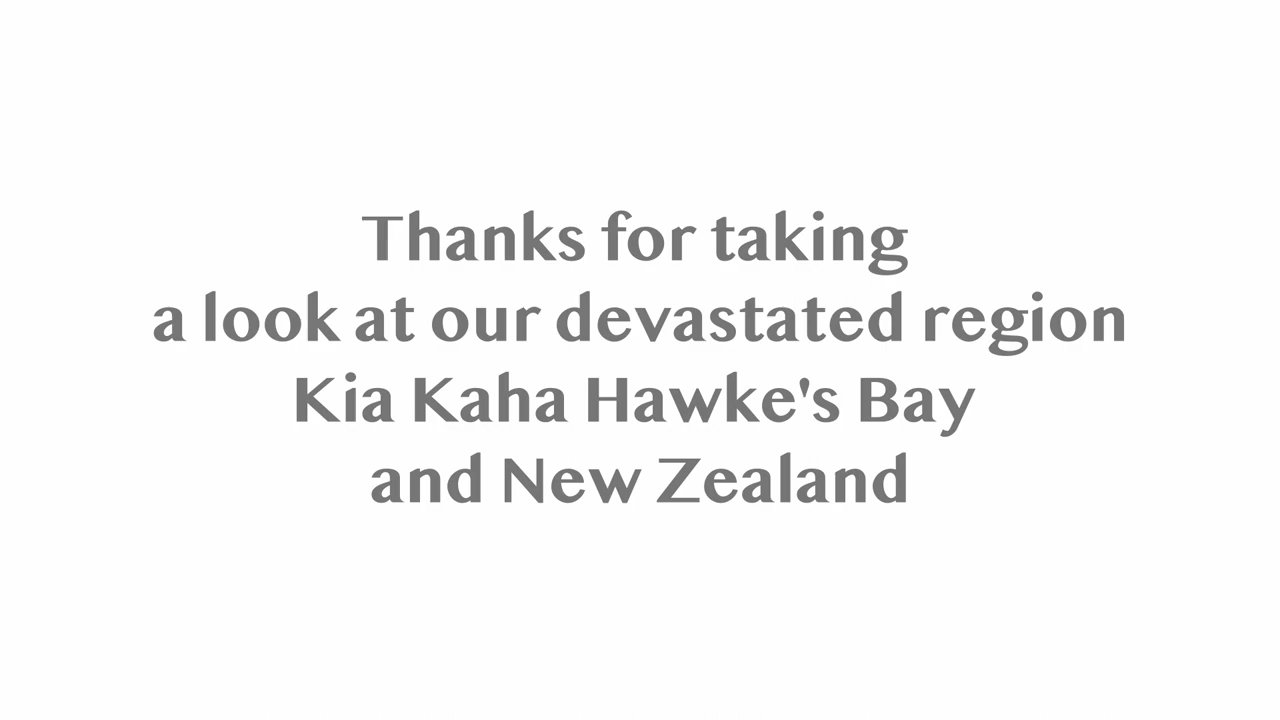 Thanks for taking
a look at our devastated region
Kia Kaha Hawke's Bay
and New Zealand